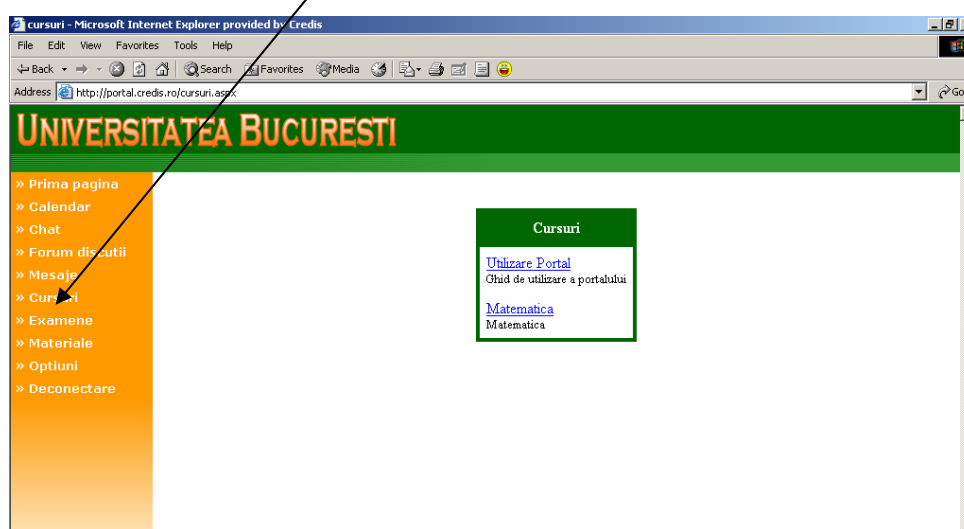 cursuri - Microsoft Internet Explorer provided by Credis
File Edit View Favorites Tools Help
Back Search Favorites Media
Address http://portal.credis.ro/cursuri.aspx Go
UNIVERSITATEA BUCURESTI
» Prima pagina
» Calendar
» Chat
» Forum discutii
» Mesaje
» Cursuri
» Examene
» Materiale
» Optiuni
» Deconectare
Cursuri
Utilizare Portal
Ghid de utilizare a portalului
Matematica
Matematica